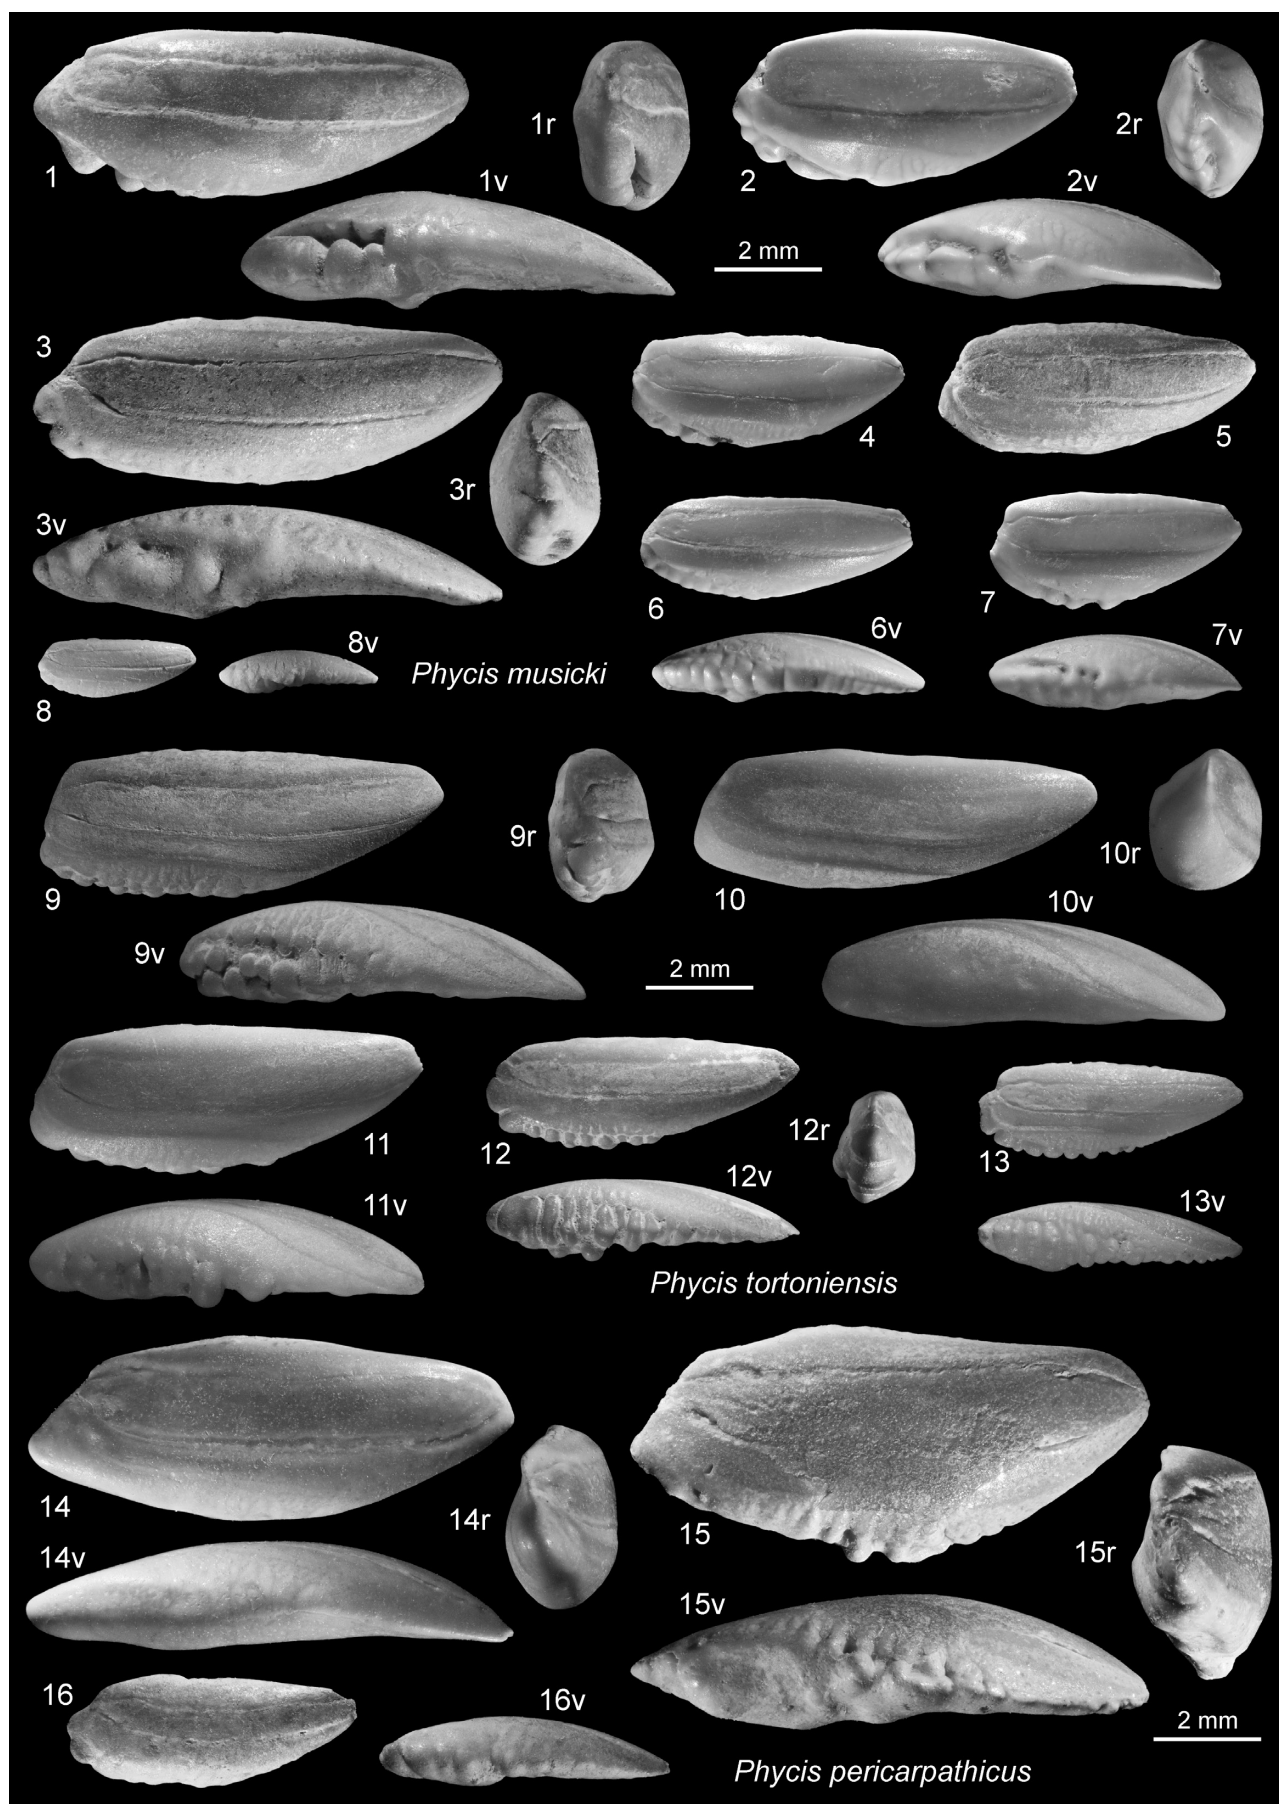 1
1r
1v
2
2r
2v
2 mm
3
3r
3v
4
5
6
6v
7
7v
8
8v
Phycis musicki
9
9r
9v
10
10r
10v
2 mm
11
11v
12
12r
12v
13
13v
Phycis tortoniensis
14
14r
14v
15
15r
15v
16
16v
2 mm
Phycis pericarpathicus